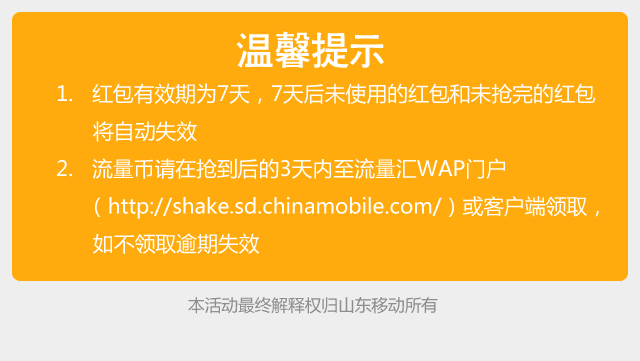 温馨提示
1. 红包有效期为7天，7天后未使用的红包和未抢完的红包
将自动失效
2. 流量币请在抢到后的3天内至流量汇WAP门户
（http://shake.sd.chinamobile.com/）或客户端领取，
如不领取逾期失效
本活动最终解释权归山东移动所有